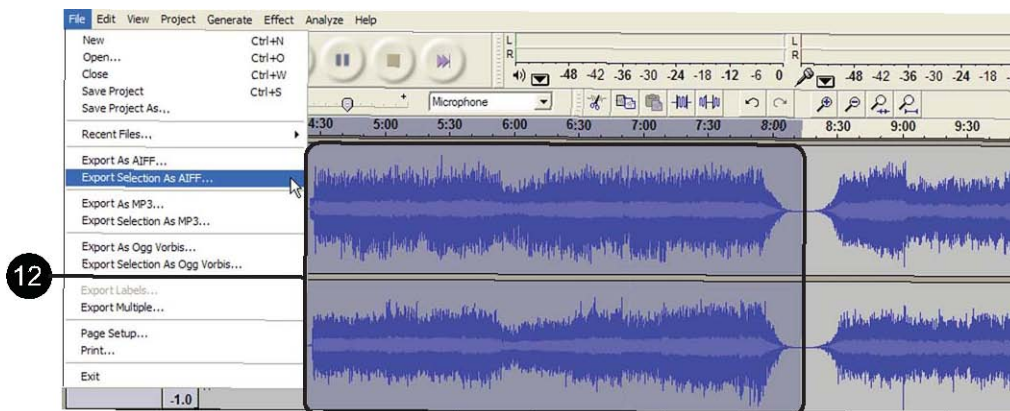 File Edit View Project Generate Effect Analyze Help
New Ctrl+N
Open... Ctrl+O
Close Ctrl+W
Save Project Ctrl+S
Save Project As...
Recent Files...
Export As AIFF...
Export Selection As AIFF...
Export As MP3...
Export Selection As MP3...
Export As Ogg Vorbis...
Export Selection As Ogg Vorbis...
Export Labels...
Export Multiple...
Page Setup...
Print...
Exit
L
R
-48 -42 -36 -30 -24 -18 -12 -6 0
L
R
-48 -42 -36 -30 -24 -18 -
Microphone
4:30 5:00 5:30 6:00 6:30 7:00 7:30 8:00 8:30 9:00 9:30
12
-1.0